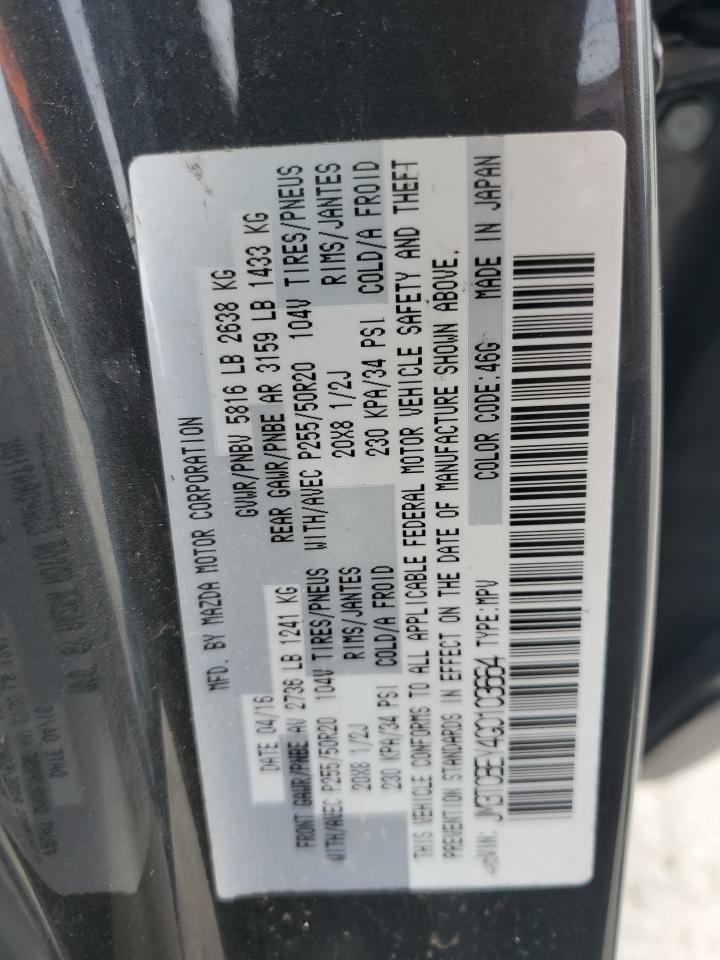 MFD. BY MAZDA MOTOR CORPORATION
DATE 04/16 GVWR/PNBV 5816 LB 2638 KG
FRONT GAWR/PNBE AV 2736 LB 1241 KG REAR GAWR/PNBE AR 3159 LB 1433 KG
WITH/AVEC P255/50R20 104V TIRES/PNEUS WITH/AVEC P255/50R20 104V TIRES/PNEUS
20X8 1/2J RIMS/JANTES 20X8 1/2J RIMS/JANTES
230 KPA/34 PSI COLD/A FROID 230 KPA/34 PSI COLD/A FROID
THIS VEHICLE CONFORMS TO ALL APPLICABLE FEDERAL MOTOR VEHICLE SAFETY AND THEFT
PREVENTION STANDARDS IN EFFECT ON THE DATE OF MANUFACTURE SHOWN ABOVE.
COLOR CODE:46G MADE IN JAPAN
VIN: JM3TCBEY4G0103664 TYPE:MPV